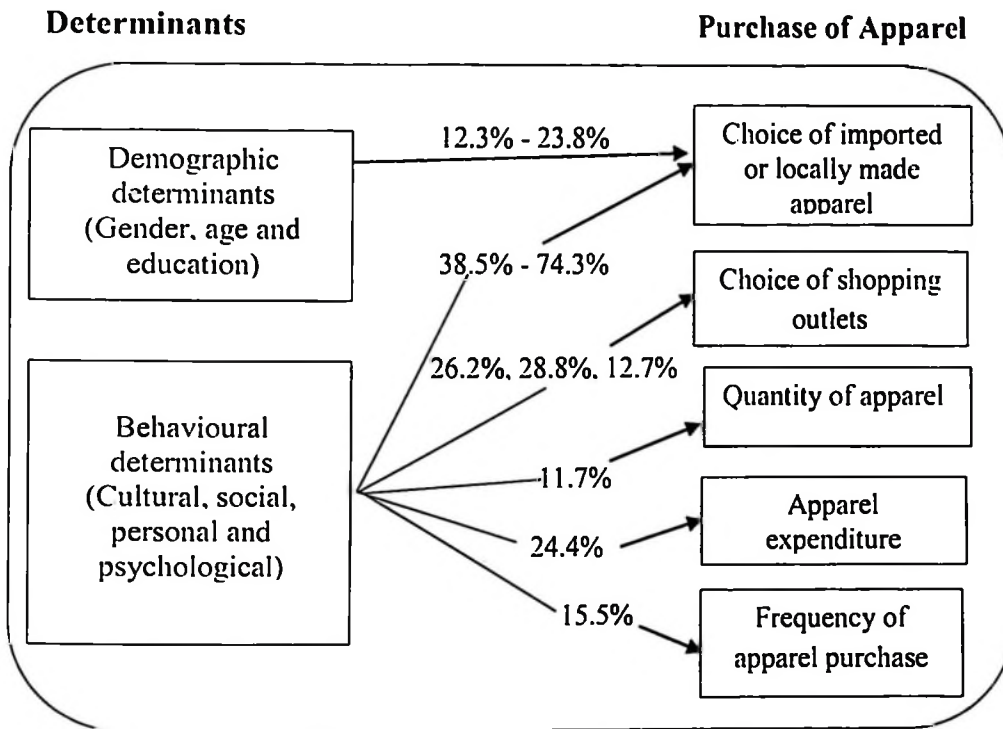 Determinants
Purchase of Apparel
Demographic
determinants
(Gender, age and
education)
12.3% - 23.8%
Choice of imported
or locally made
apparel
38.5% - 74.3%
Choice of shopping
outlets
26.2%, 28.8%, 12.7%
Behavioural
determinants
(Cultural, social,
personal and
psychological)
Quantity of apparel
11.7%
Apparel
expenditure
24.4%
15.5%
Frequency of
apparel purchase